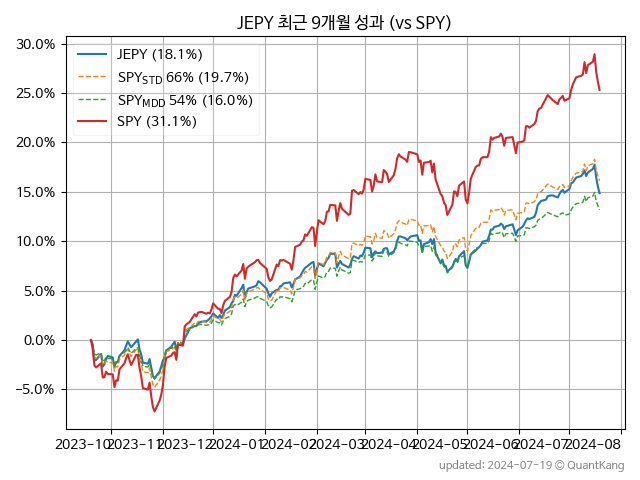 JEPY 최근 9개월 성과 (vs SPY)
30.0%
25.0%
20.0%
15.0%
10.0%
5.0%
0.0%
−5.0%
JEPY (18.1%)
SPYSTD 66% (19.7%)
SPYMDD 54% (16.0%)
SPY (31.1%)
2023-10 2023-11 2023-12 2024-01 2024-02 2024-03 2024-04 2024-05 2024-06 2024-07 2024-08
updated: 2024-07-19 © QuantKang